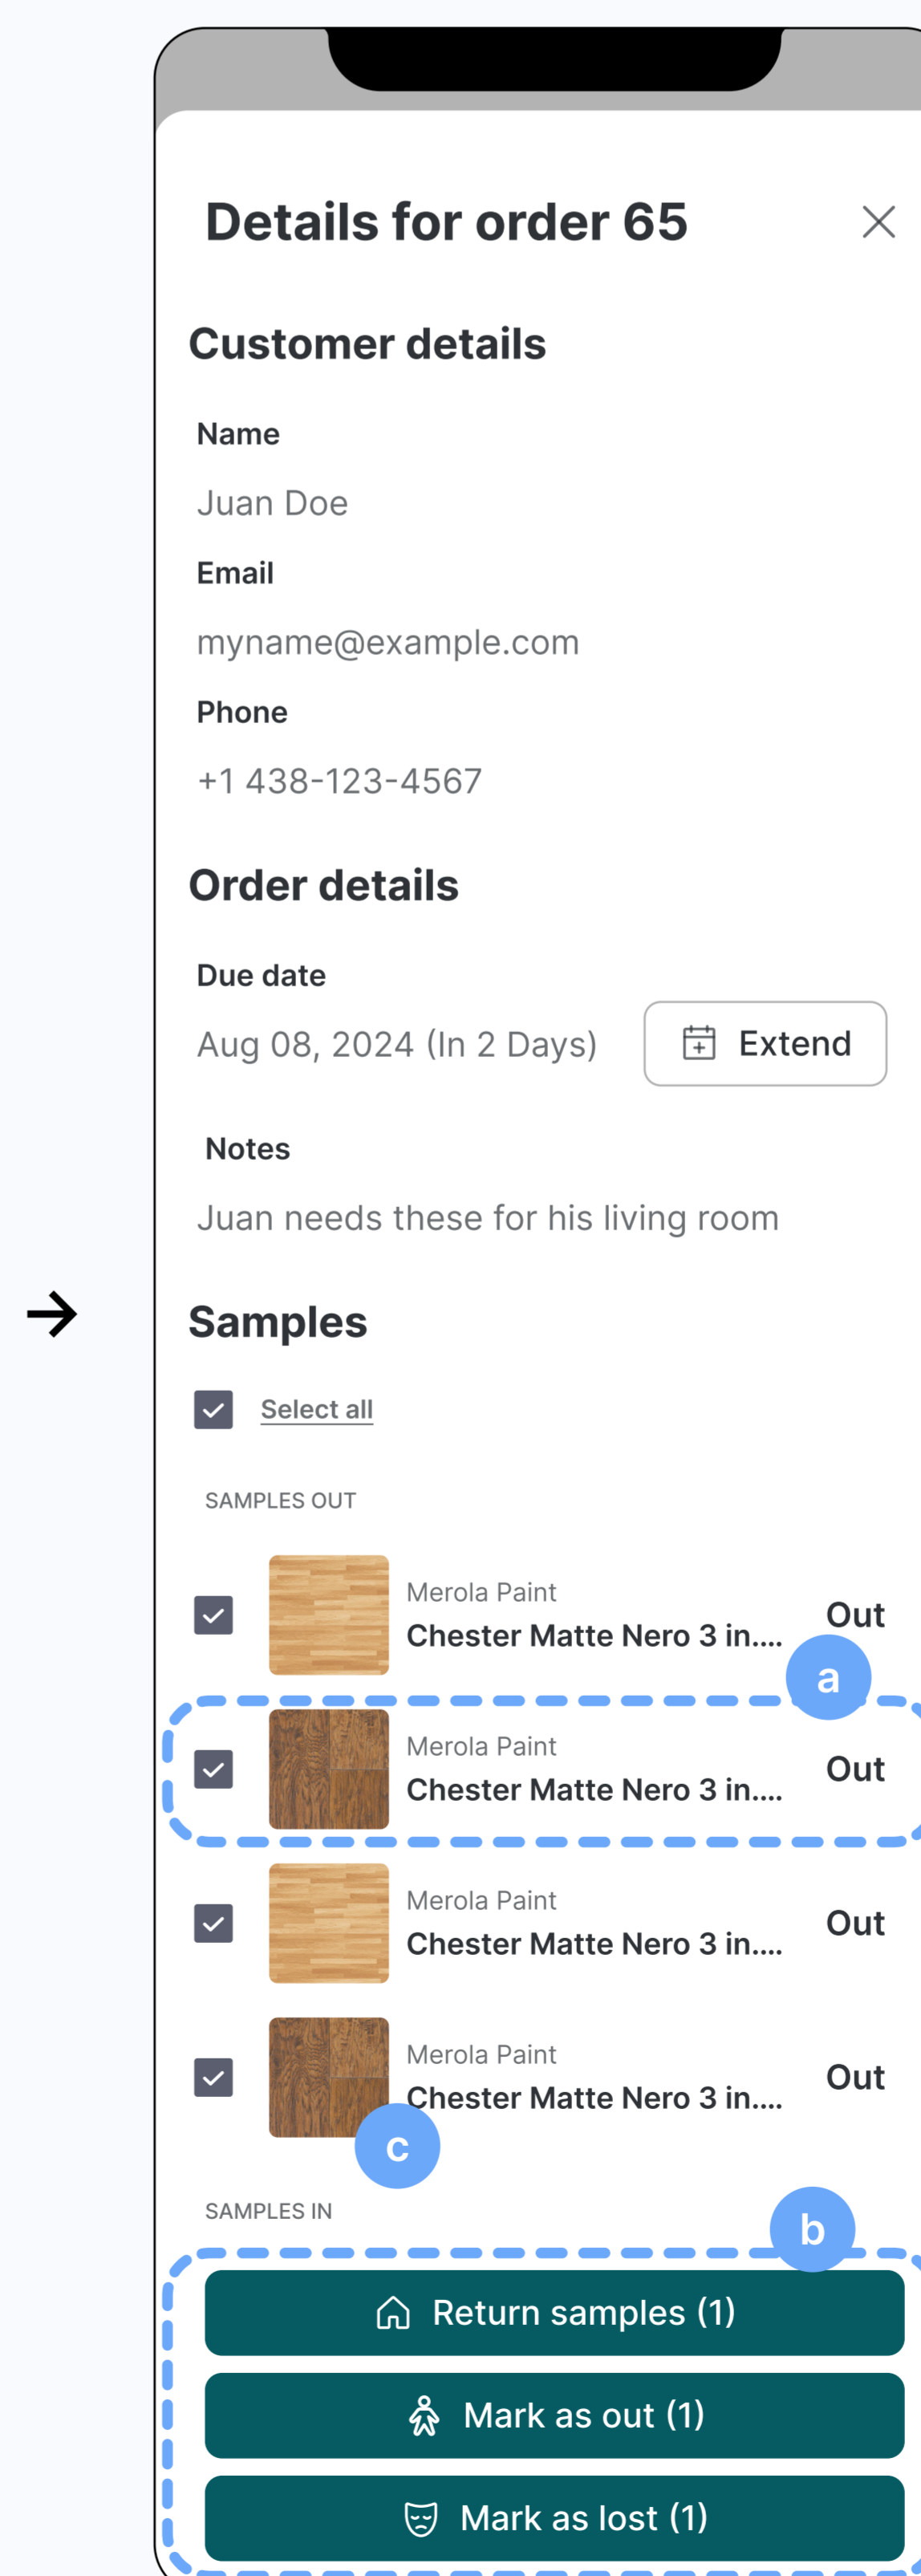 Details for order 65
Customer details
Name
Juan Doe
Email
myname@example.com
Phone
+1 438-123-4567
Order details
Due date
Aug 08, 2024 (In 2 Days)
Extend
Notes
Juan needs these for his living room
Samples
Select all
SAMPLES OUT
Merola Paint
Chester Matte Nero 3 in....
Out
a
Merola Paint
Chester Matte Nero 3 in....
Out
Merola Paint
Chester Matte Nero 3 in....
Out
Merola Paint
Chester Matte Nero 3 in....
Out
c
SAMPLES IN
b
Return samples (1)
Mark as out (1)
Mark as lost (1)